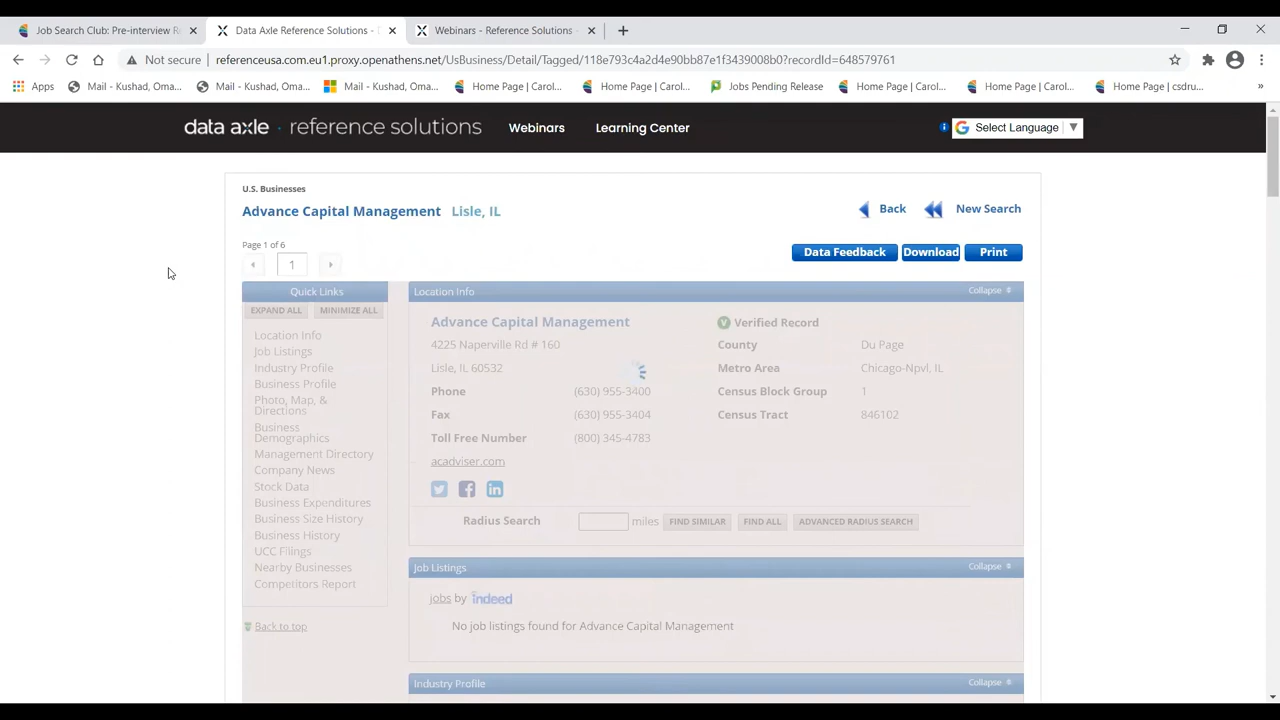 Job Search Club: Pre-interview R
Data Axle Reference Solutions - D
Webinars - Reference Solutions -
Not secure referenceusa.com.eu1.proxy.openathens.net/UsBusiness/Detail/Tagged/118e793c4a2d4e90bb87e1f3439008b0?recordId=648579761
Apps Mail - Kushad, Oma... Mail - Kushad, Oma... Mail - Kushad, Oma... Home Page | Carol... Home Page | Carol... Jobs Pending Release Home Page | Carol... Home Page | Carol... Home Page | csdru... »
data axle reference solutions Webinars Learning Center Select Language ▼
U.S. Businesses
Advance Capital Management Lisle, IL
Back New Search
Page 1 of 6
1
Data Feedback Download Print
Quick Links
EXPAND ALL MINIMIZE ALL
Location Info
Job Listings
Industry Profile
Business Profile
Photo, Map, &
Directions
Business
Demographics
Management Directory
Company News
Stock Data
Business Expenditures
Business Size History
Business History
UCC Filings
Nearby Businesses
Competitors Report
Back to top
Location Info Collapse
Advance Capital Management Verified Record
4225 Naperville Rd # 160 County Du Page
Lisle, IL 60532 Metro Area Chicago-Npvl, IL
Phone (630) 955-3400 Census Block Group 1
Fax (630) 955-3404 Census Tract 846102
Toll Free Number (800) 345-4783
acadviser.com
Radius Search miles FIND SIMILAR FIND ALL ADVANCED RADIUS SEARCH
Job Listings Collapse
jobs by indeed
No job listings found for Advance Capital Management
Industry Profile Collapse